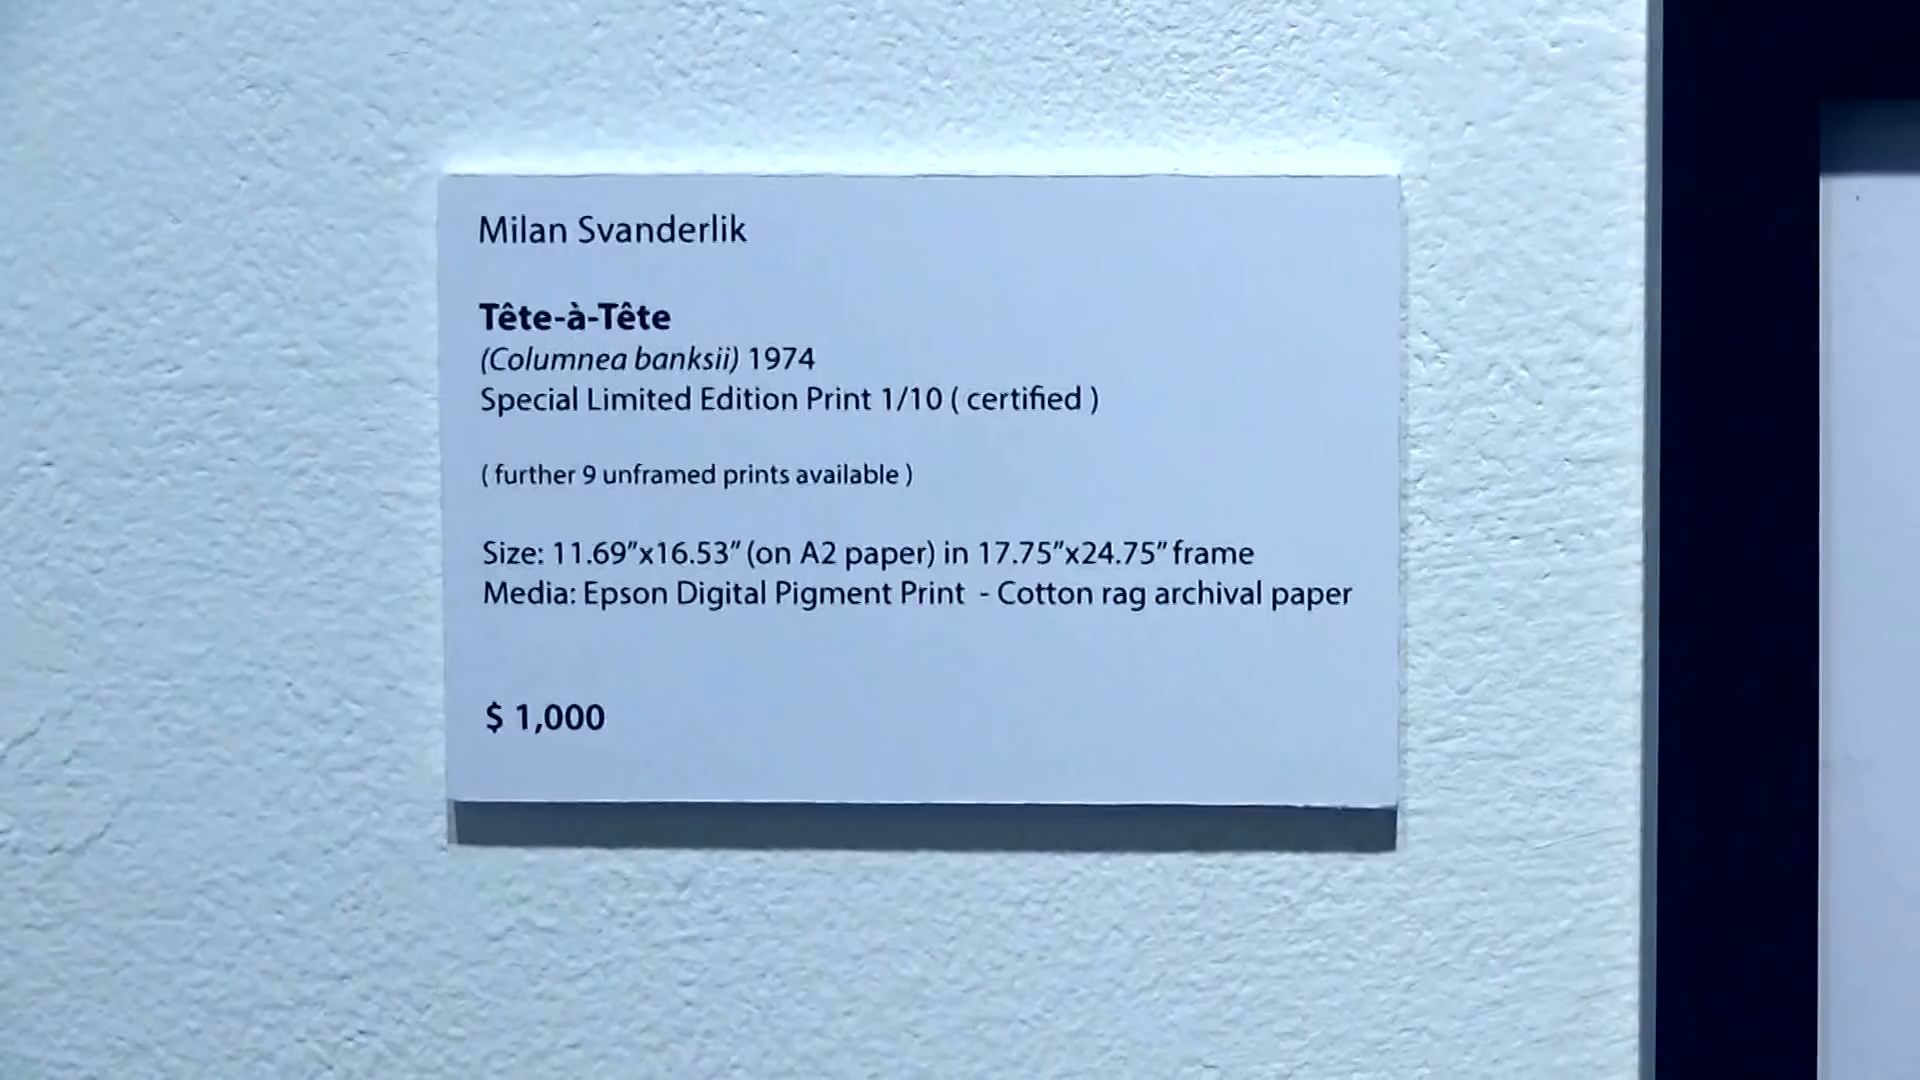 Milan Svanderlik
Tête-à-Tête
(Columnea banksii) 1974
Special Limited Edition Print 1/10 ( certified )
( further 9 unframed prints available )
Size: 11.69”x16.53” (on A2 paper) in 17.75”x24.75” frame
Media: Epson Digital Pigment Print - Cotton rag archival paper
$ 1,000